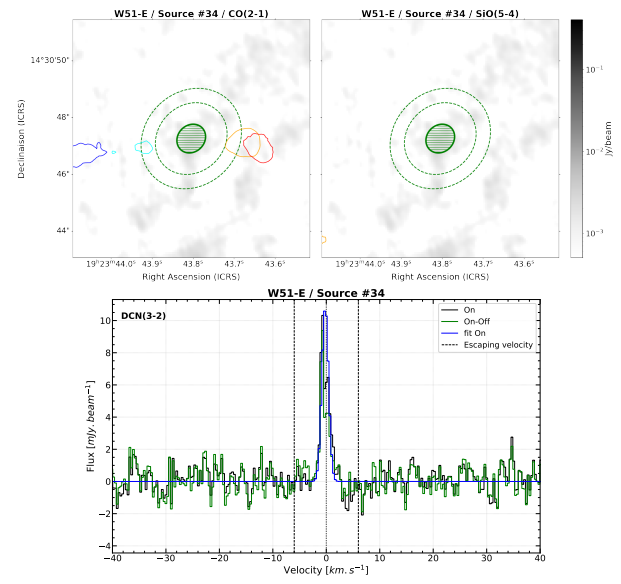 W51-E / Source #34 / CO(2-1)
W51-E / Source #34 / SiO(5-4)
Declinaison (ICRS)
14°30'50"
48"
46"
44"
19ʰ23ᵐ44.0ˢ 43.9ˢ 43.8ˢ 43.7ˢ 43.6ˢ
19ʰ23ᵐ44.0ˢ 43.9ˢ 43.8ˢ 43.7ˢ 43.6ˢ
Right Ascension (ICRS)
Right Ascension (ICRS)
10⁻¹
10⁻²
10⁻³
Jy/beam
W51-E / Source #34
DCN(3-2)
On
On-Off
fit On
Escaping velocity
Flux [mJy.beam⁻¹]
10
8
6
4
2
0
−2
−4
−40 −30 −20 −10 0 10 20 30 40
Velocity [km.s⁻¹]